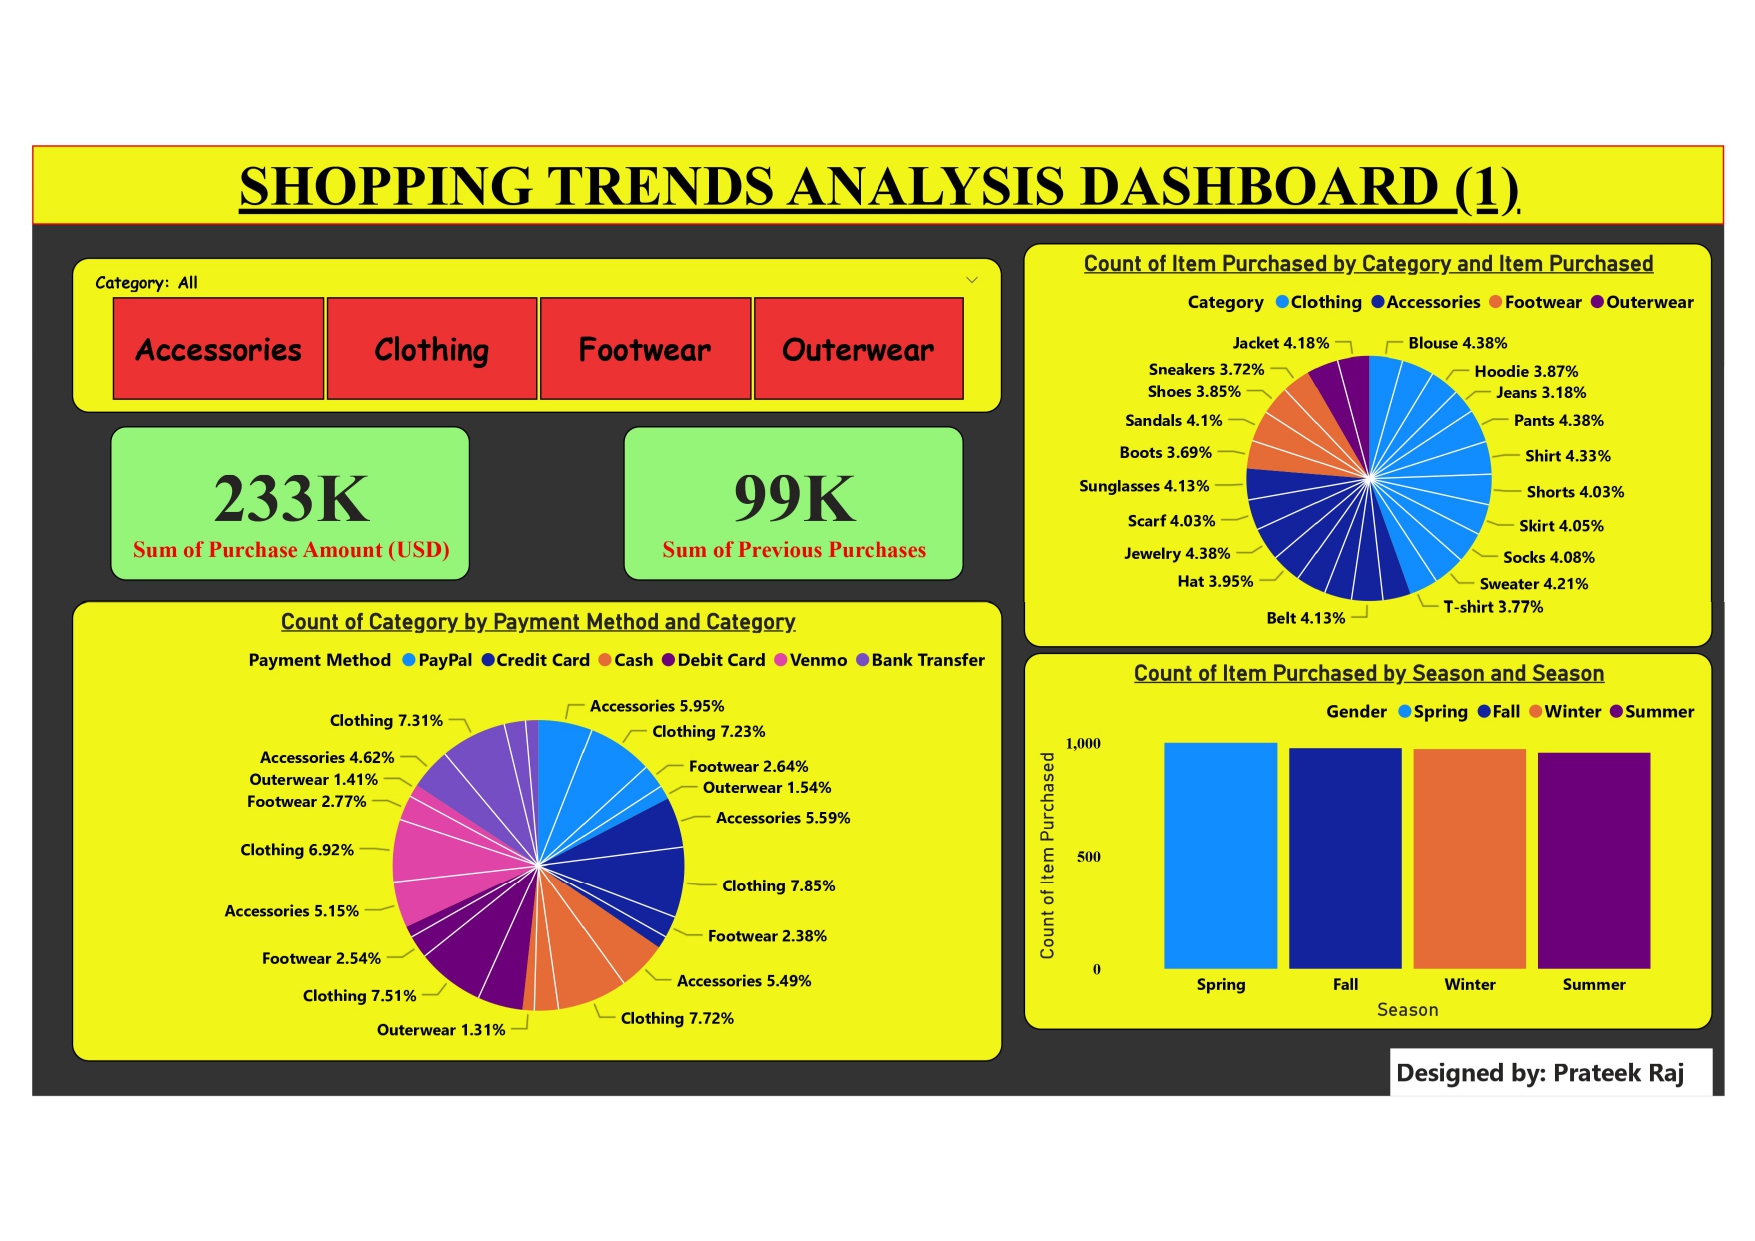 SHOPPING TRENDS ANALYSIS DASHBOARD (1)
Category: All
Accessories Clothing Footwear Outerwear
233K
Sum of Purchase Amount (USD)
99K
Sum of Previous Purchases
Count of Category by Payment Method and Category
Payment Method PayPal Credit Card Cash Debit Card Venmo Bank Transfer
Accessories 5.95%
Clothing 7.23%
Footwear 2.64%
Outerwear 1.54%
Accessories 5.59%
Clothing 7.85%
Footwear 2.38%
Accessories 5.49%
Clothing 7.72%
Outerwear 1.31%
Clothing 7.51%
Footwear 2.54%
Accessories 5.15%
Clothing 6.92%
Footwear 2.77%
Outerwear 1.41%
Accessories 4.62%
Clothing 7.31%
Count of Item Purchased by Category and Item Purchased
Category Clothing Accessories Footwear Outerwear
Blouse 4.38%
Hoodie 3.87%
Jeans 3.18%
Pants 4.38%
Shirt 4.33%
Shorts 4.03%
Skirt 4.05%
Socks 4.08%
Sweater 4.21%
T-shirt 3.77%
Belt 4.13%
Hat 3.95%
Jewelry 4.38%
Scarf 4.03%
Sunglasses 4.13%
Boots 3.69%
Sandals 4.1%
Shoes 3.85%
Sneakers 3.72%
Jacket 4.18%
Count of Item Purchased by Season and Season
Gender Spring Fall Winter Summer
Count of Item Purchased
1,000
500
0
Spring Fall Winter Summer
Season
Designed by: Prateek Raj